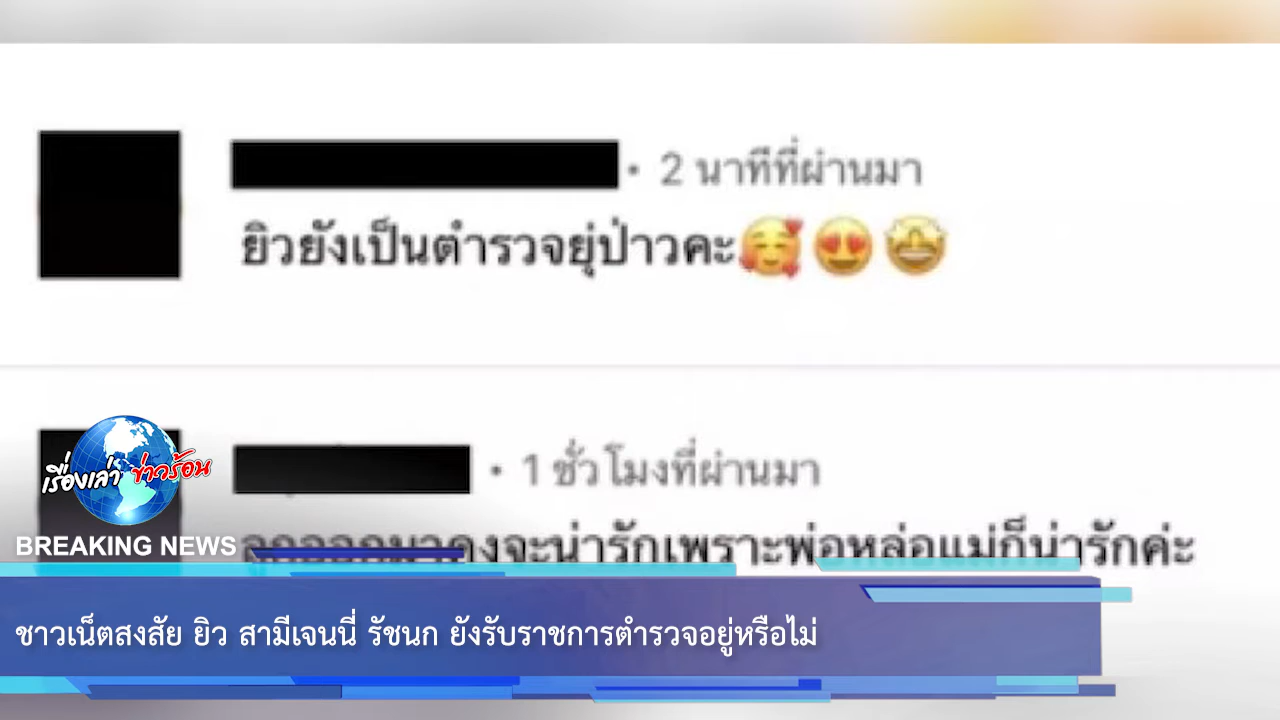 • 2 นาทีที่ผ่านมา
ยิวยังเป็นตำรวจยุ่ป่าวคะ🥰😍🤩
• 1 ชั่วโมงที่ผ่านมา
จะน่ารักเพราะพ่อหล่อแม่ก็น่ารักค่ะ
เรื่องเล่า ข่าวร้อน
BREAKING NEWS
ชาวเน็ตสงสัย ยิว สามีเจนนี่ รัชนก ยังรับราชการตำรวจอยู่หรือไม่